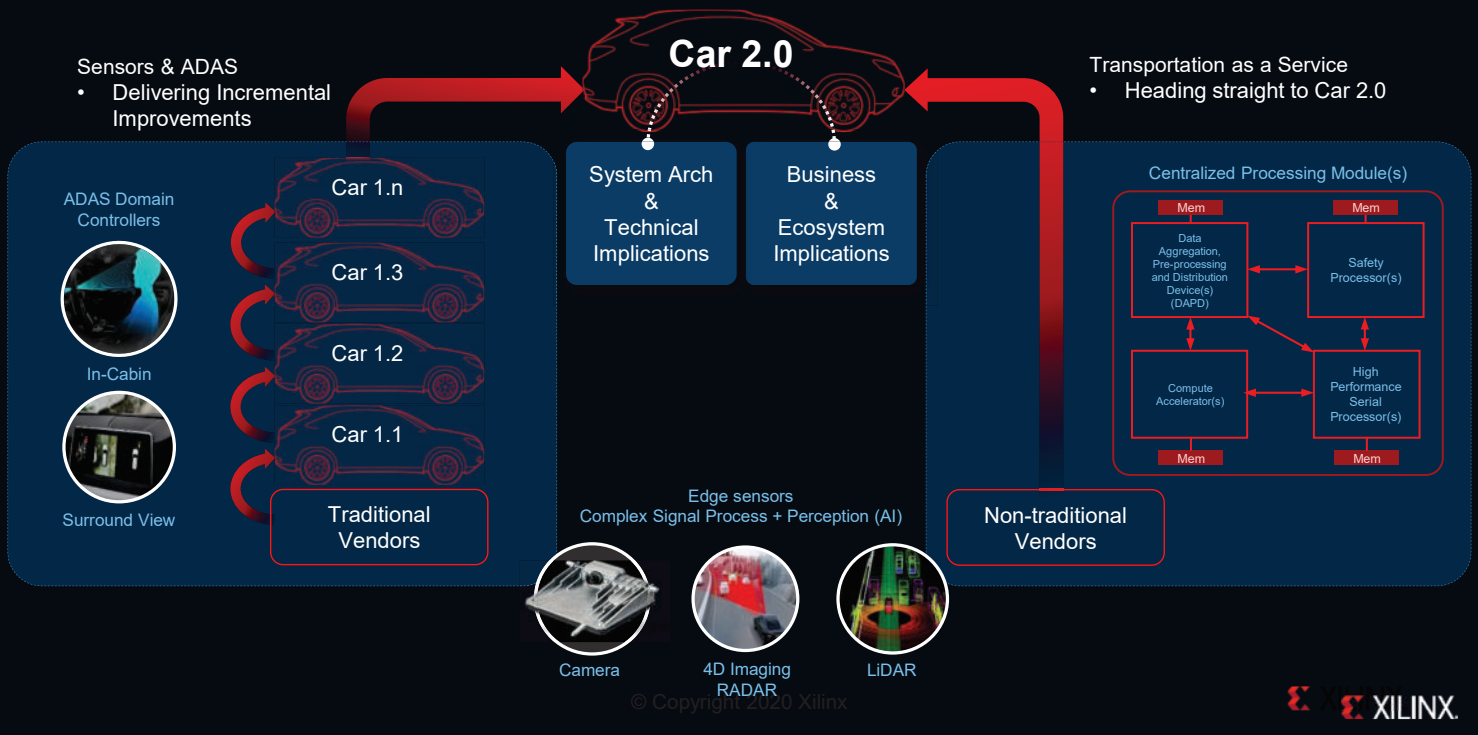 Car 2.0
Sensors & ADAS
• Delivering Incremental
Improvements
Transportation as a Service
• Heading straight to Car 2.0
ADAS Domain
Controllers
In-Cabin
Surround View
Car 1.n
Car 1.3
Car 1.2
Car 1.1
Traditional
Vendors
System Arch
&
Technical
Implications
Business
&
Ecosystem
Implications
Edge sensors
Complex Signal Process + Perception (AI)
Camera
4D Imaging
RADAR
LiDAR
Non-traditional
Vendors
Centralized Processing Module(s)
Mem
Mem
Data
Aggregation,
Pre-processing
and Distribution
Device(s)
(DAPD)
Safety
Processor(s)
Compute
Accelerator(s)
High
Performance
Serial
Processor(s)
Mem
Mem
© Copyright 2020 Xilinx
XILINX.